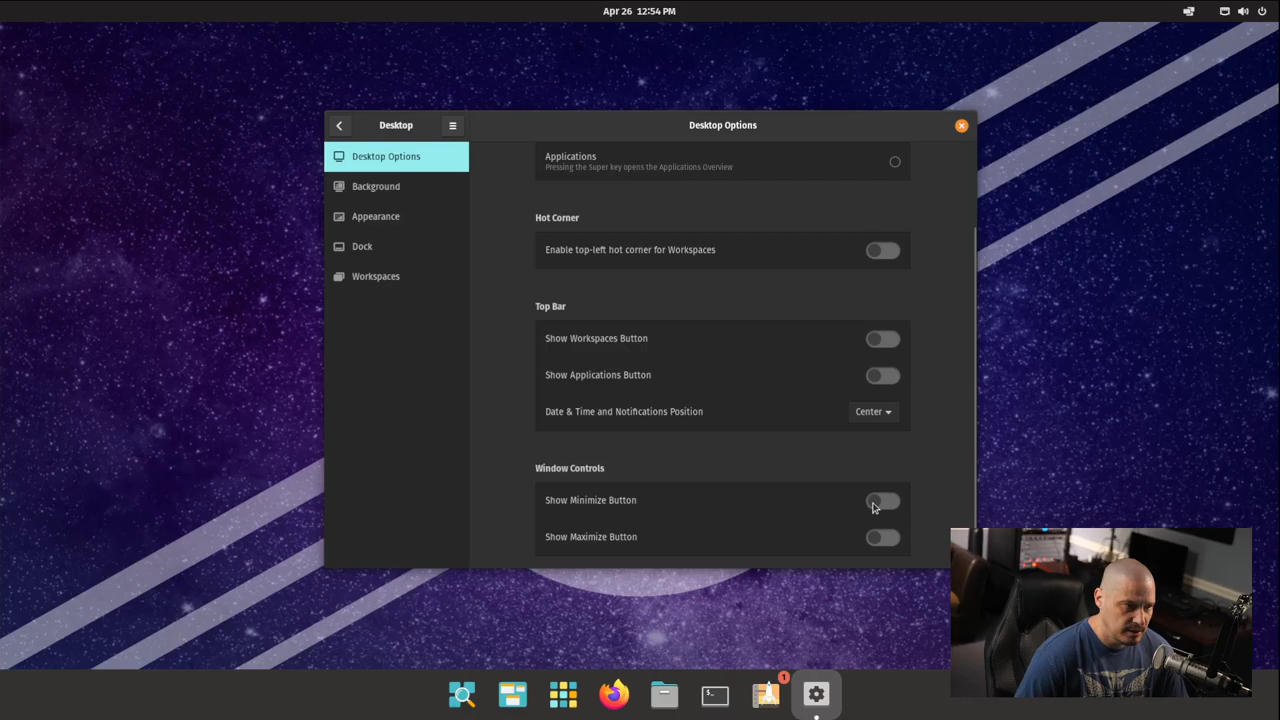 Apr 26 12:54 PM
Desktop
Desktop Options
Desktop Options
Background
Appearance
Dock
Workspaces
Applications
Pressing the Super key opens the Applications Overview
Hot Corner
Enable top-left hot corner for Workspaces
Top Bar
Show Workspaces Button
Show Applications Button
Date & Time and Notifications Position
Center
Window Controls
Show Minimize Button
Show Maximize Button
1